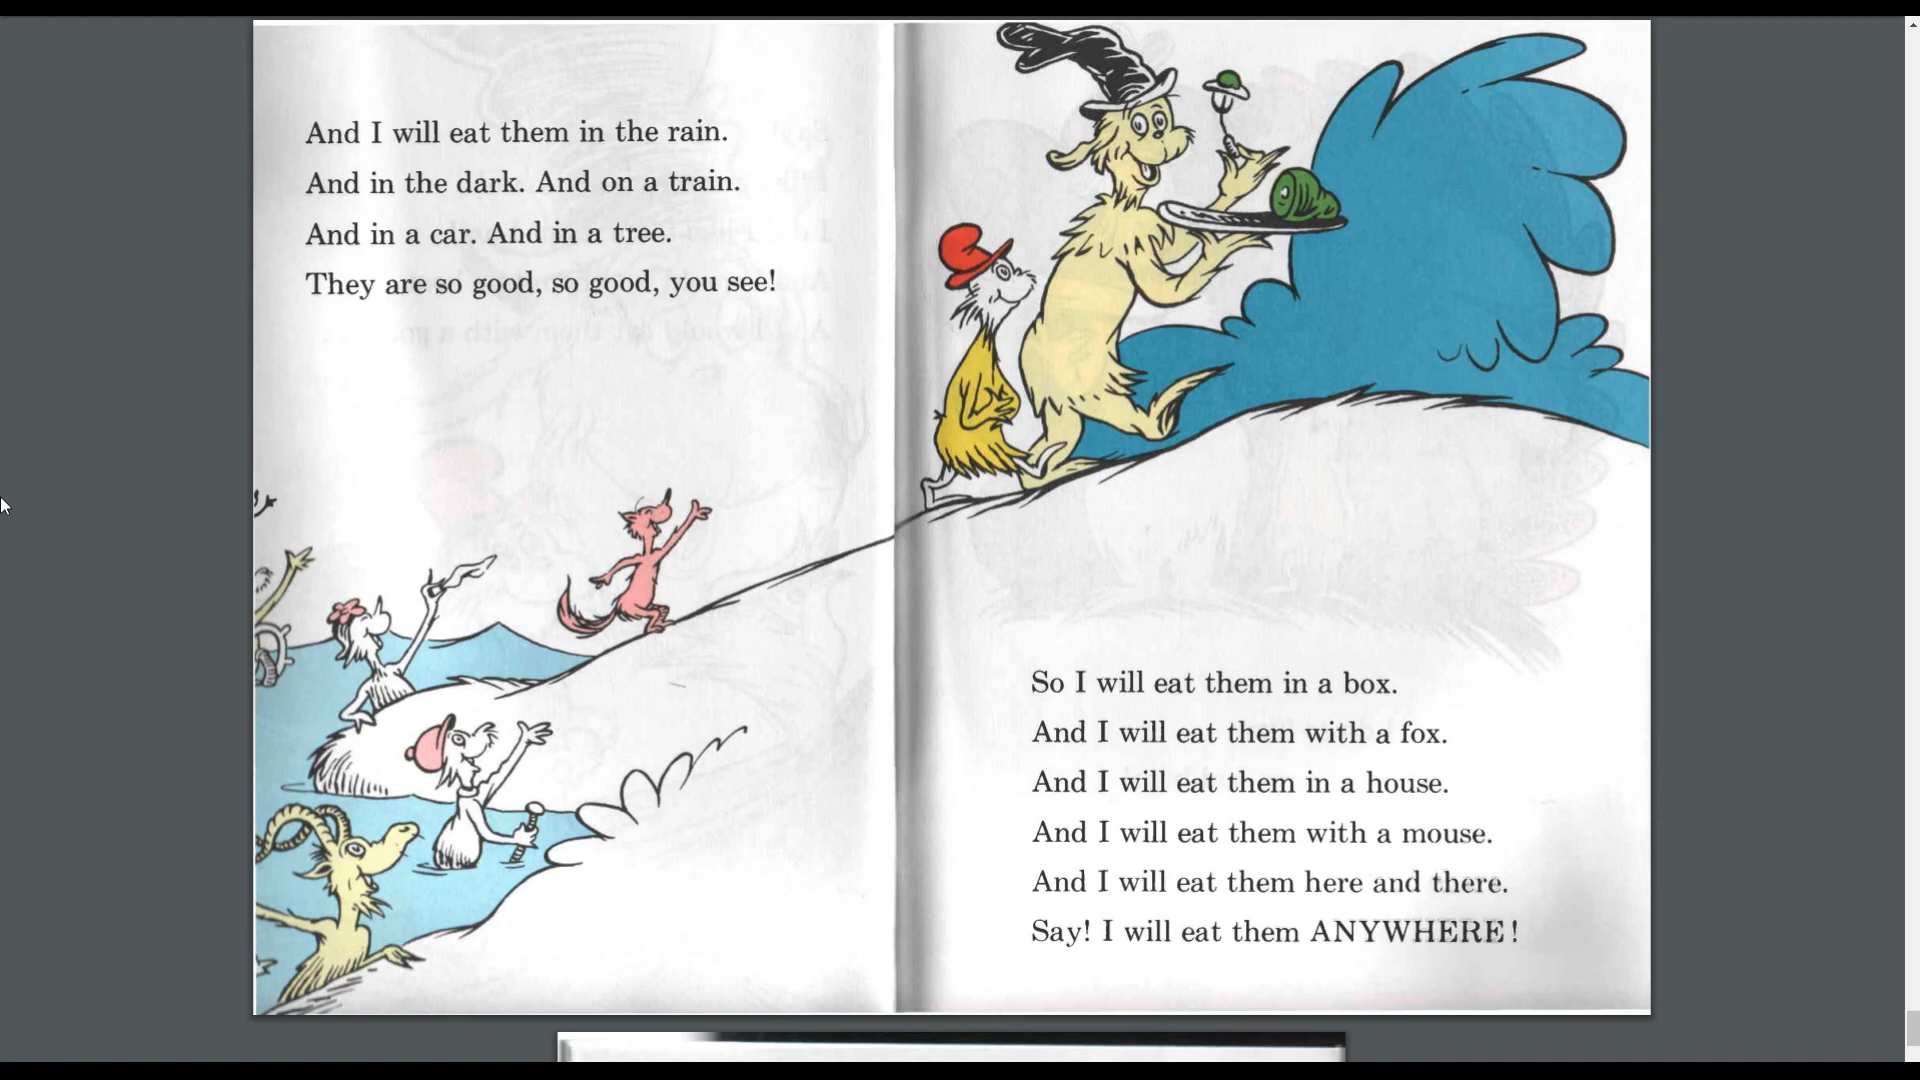 And I will eat them in the rain.
And in the dark. And on a train.
And in a car. And in a tree.
They are so good, so good, you see!
So I will eat them in a box.
And I will eat them with a fox.
And I will eat them in a house.
And I will eat them with a mouse.
And I will eat them here and there.
Say! I will eat them ANYWHERE!